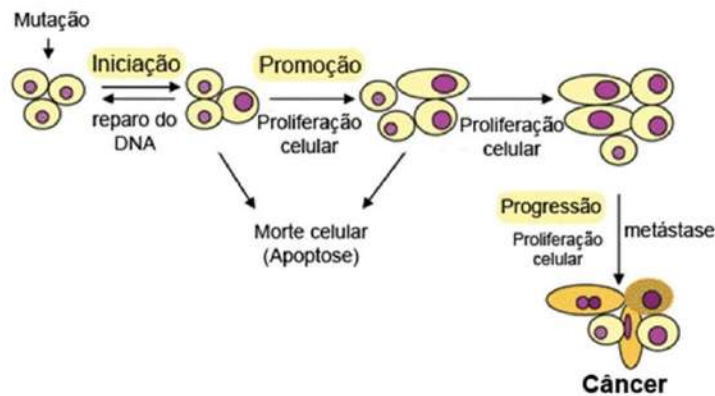 Mutação
Iniciação
reparo do
DNA
Promoção
Proliferação
celular
Proliferação
celular
Morte celular
(Apoptose)
Progressão
Proliferação
celular
metástase
Câncer